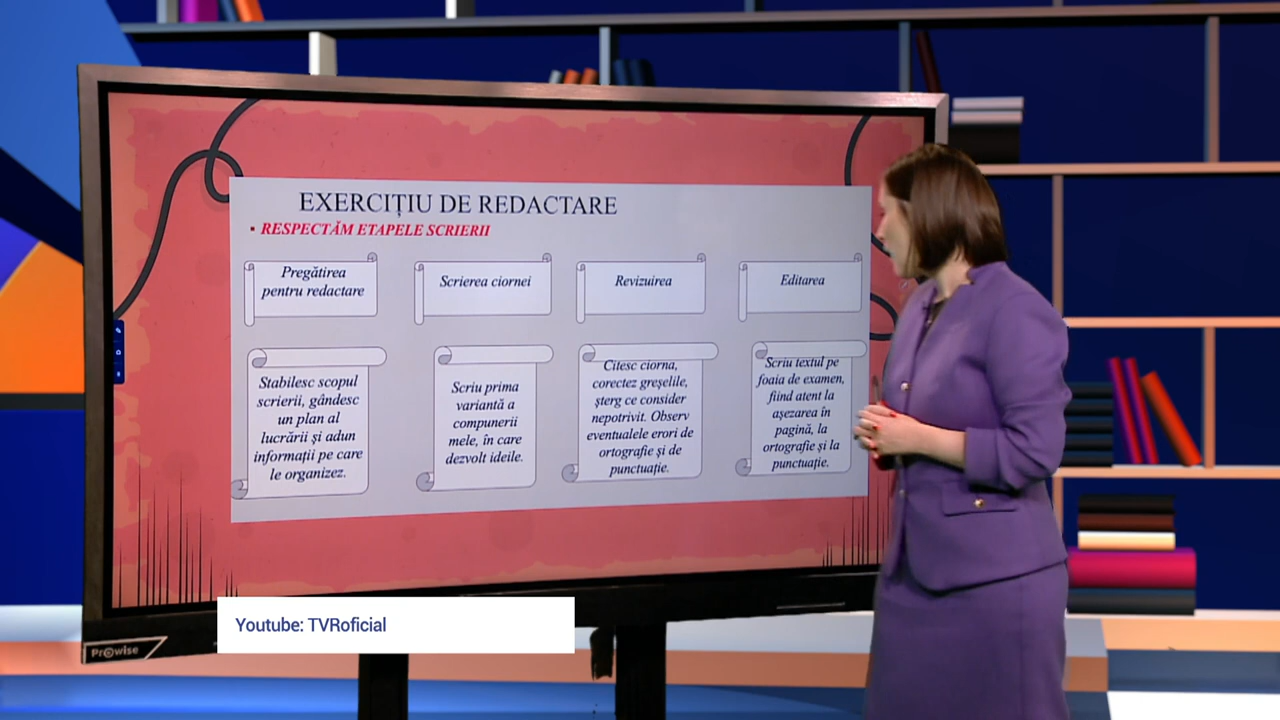 EXERCIȚIU DE REDACTARE
▪ RESPECTĂM ETAPELE SCRIERII
Pregătirea
pentru redactare
Scrierea ciornei
Revizuirea
Editarea
Stabilesc scopul
scrierii, gândesc
un plan al
lucrării și adun
informații pe care
le organizez.
Scriu prima
variantă a
compunerii
mele, în care
dezvolt ideile.
Citesc ciorna,
corectez greșelile,
șterg ce consider
nepotrivit. Observ
eventualele erori de
ortografie și de
punctuație.
Scriu textul pe
foaia de examen,
fiind atent la
așezarea în
pagină, la
ortografie și la
punctuație.
Prowise
Youtube: TVRoficial